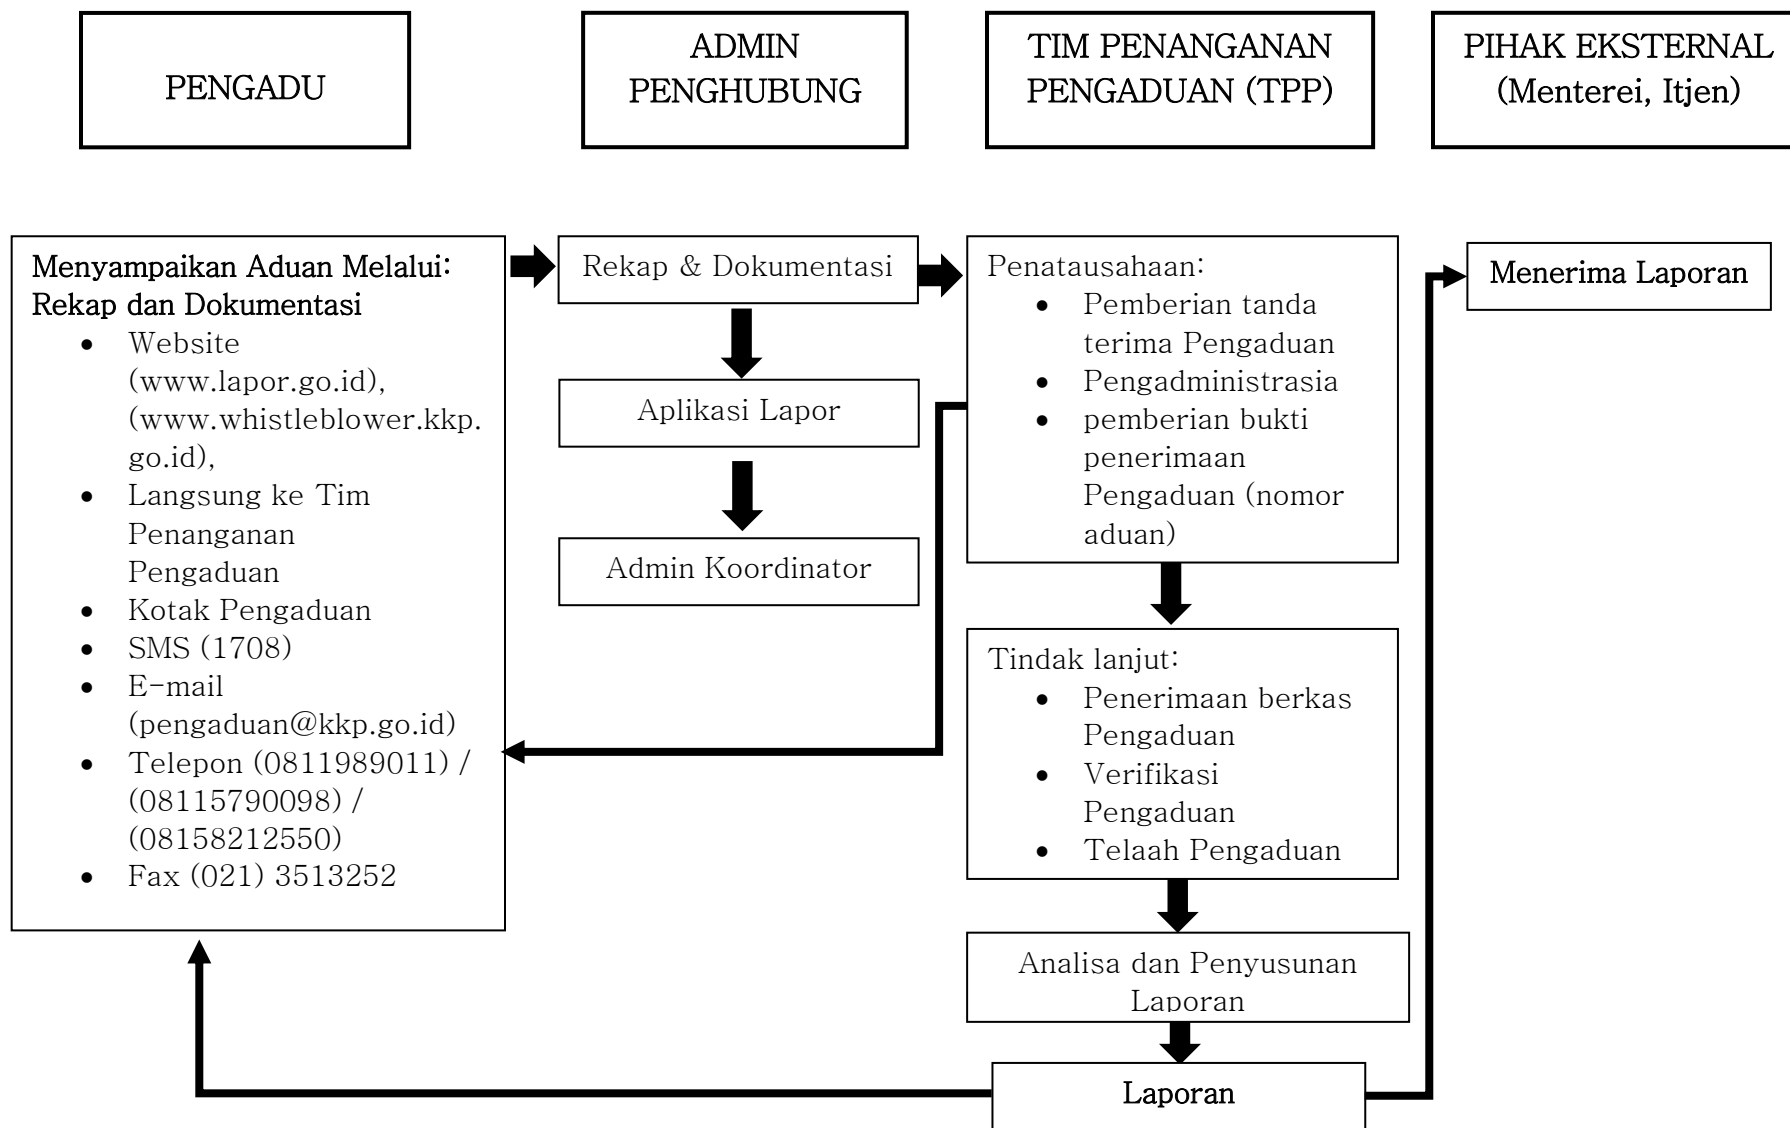 PENGADU
ADMIN
PENGHUBUNG
TIM PENANGANAN
PENGADUAN (TPP)
PIHAK EKSTERNAL
(Menterei, Itjen)
Menyampaikan Aduan Melalui:
Rekap dan Dokumentasi
• Website
(www.lapor.go.id),
(www.whistleblower.kkp.
go.id),
• Langsung ke Tim
Penanganan
Pengaduan
• Kotak Pengaduan
• SMS (1708)
• E-mail
(pengaduan@kkp.go.id)
• Telepon (0811989011) /
(08115790098) /
(08158212550)
• Fax (021) 3513252
Rekap & Dokumentasi
Aplikasi Lapor
Admin Koordinator
Penatausahaan:
• Pemberian tanda
terima Pengaduan
• Pengadministrasia
• pemberian bukti
penerimaan
Pengaduan (nomor
aduan)
Tindak lanjut:
• Penerimaan berkas
Pengaduan
• Verifikasi
Pengaduan
• Telaah Pengaduan
Analisa dan Penyusunan
Laporan
Laporan
Menerima Laporan